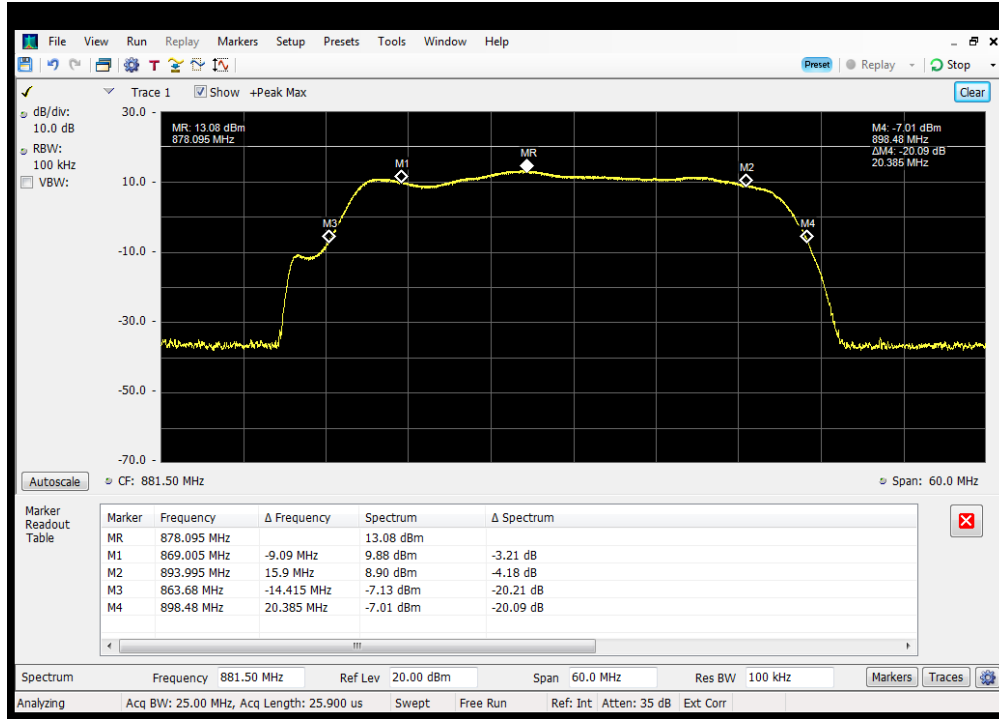 File View Run Replay Markers Setup Presets Tools Window Help
T Preset Replay Stop
Trace 1 Show +Peak Max Clear
dB/div:
10.0 dB
RBW:
100 kHz
VBW:
30.0 -
10.0 -
-10.0 -
-30.0 -
-50.0 -
-70.0 -
MR: 13.08 dBm
878.095 MHz
M4: -7.01 dBm
898.48 MHz
ΔM4: -20.09 dB
20.385 MHz
MR
M1
M2
M3
M4
Autoscale CF: 881.50 MHz Span: 60.0 MHz
Marker
Readout
Table
Marker Frequency Δ Frequency Spectrum Δ Spectrum
MR 878.095 MHz 13.08 dBm
M1 869.005 MHz -9.09 MHz 9.88 dBm -3.21 dB
M2 893.995 MHz 15.9 MHz 8.90 dBm -4.18 dB
M3 863.68 MHz -14.415 MHz -7.13 dBm -20.21 dB
M4 898.48 MHz 20.385 MHz -7.01 dBm -20.09 dB
Spectrum Frequency 881.50 MHz Ref Lev 20.00 dBm Span 60.0 MHz Res BW 100 kHz Markers Traces
Analyzing Acq BW: 25.00 MHz, Acq Length: 25.900 us Swept Free Run Ref: Int Atten: 35 dB Ext Corr